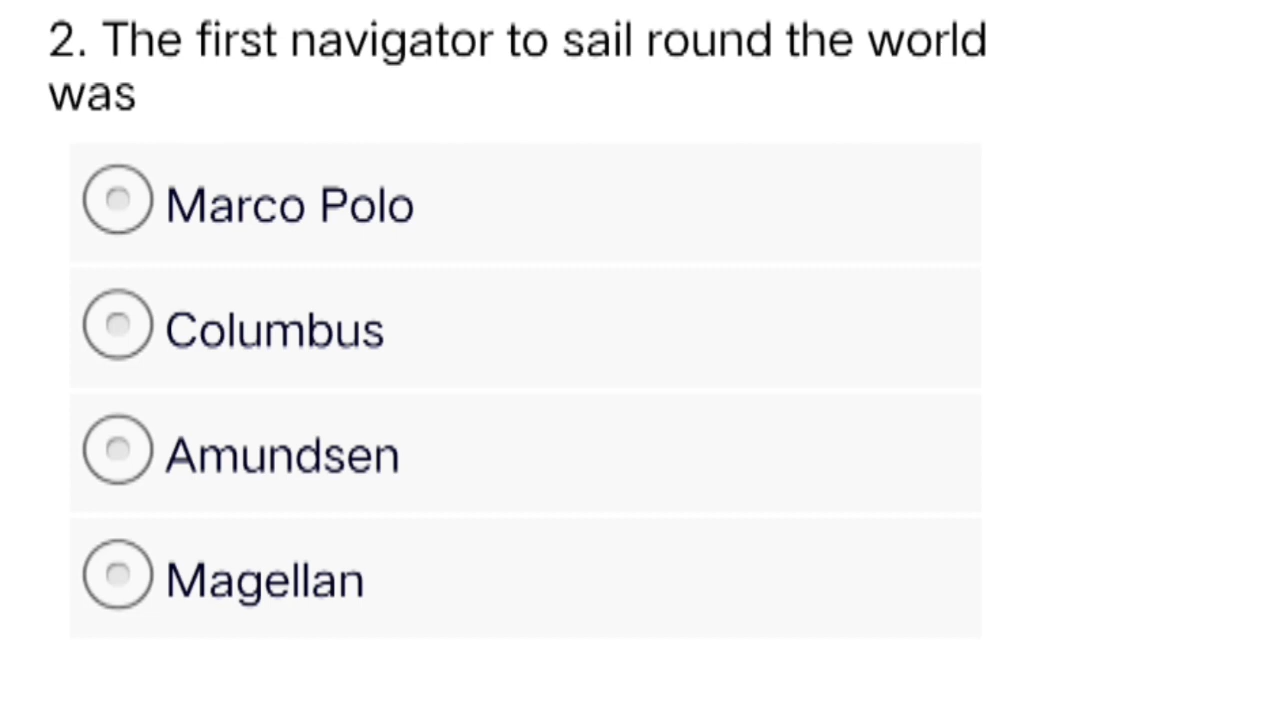 2. The first navigator to sail round the world
was
Marco Polo
Columbus
Amundsen
Magellan